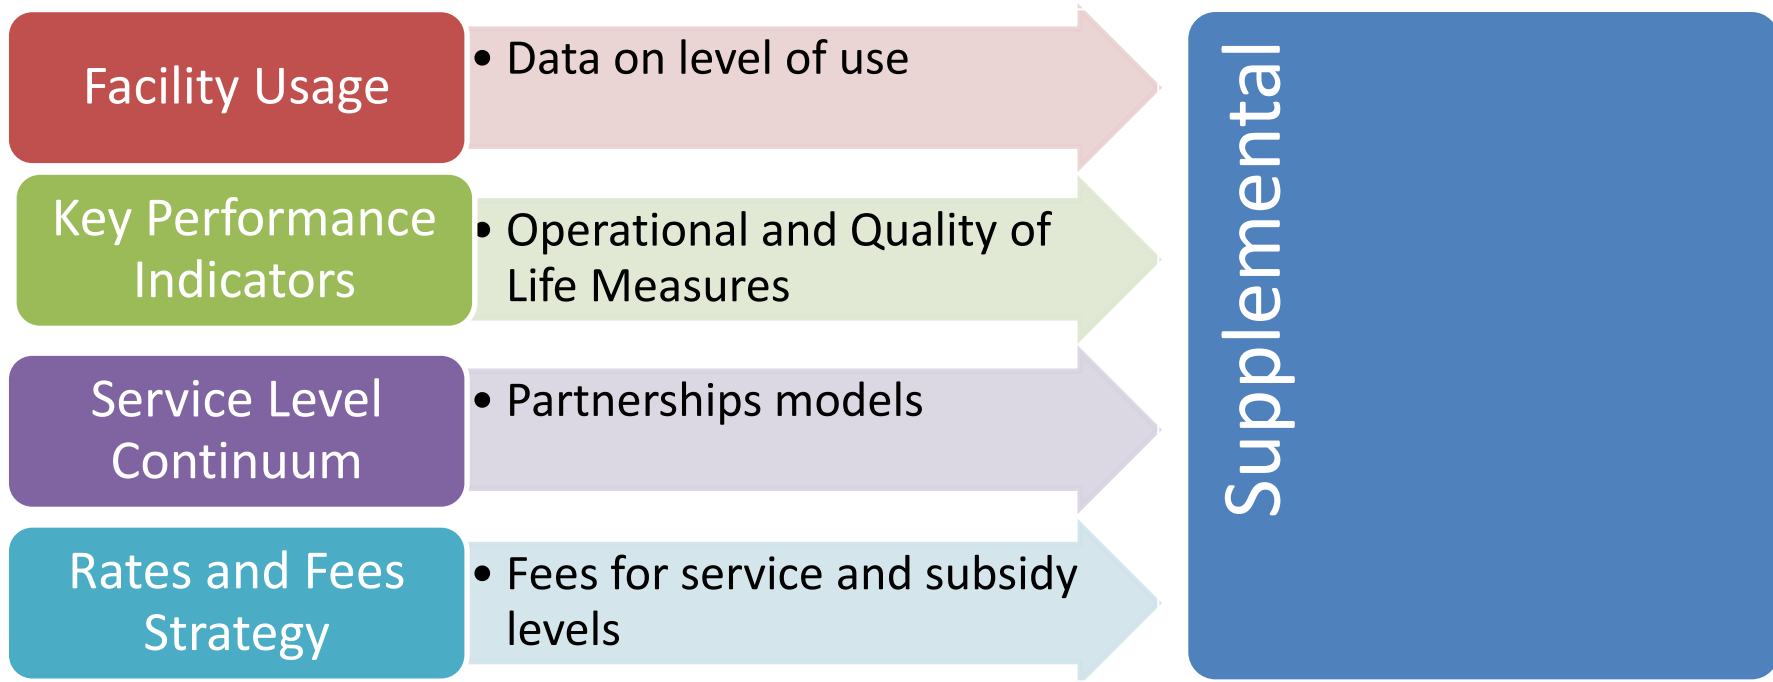 Facility Usage
• Data on level of use
Key Performance
Indicators
• Operational and Quality of
Life Measures
Service Level
Continuum
• Partnerships models
Rates and Fees
Strategy
• Fees for service and subsidy
levels
Supplemental